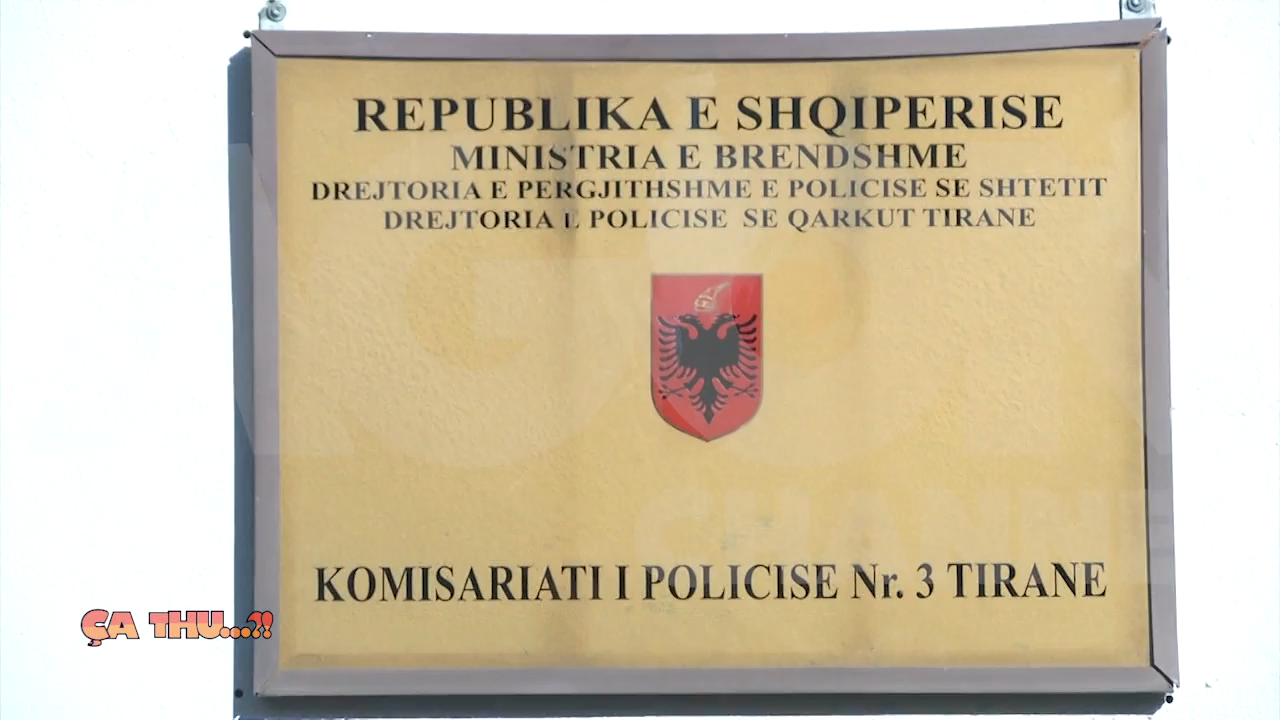 REPUBLIKA E SHQIPERISE
MINISTRIA E BRENDSHME
DREJTORIA E PERGJITHSHME E POLICISE SE SHTETIT
DREJTORIA E POLICISE SE QARKUT TIRANE
KOMISARIATI I POLICISE Nr. 3 TIRANE
ÇA THU...?!